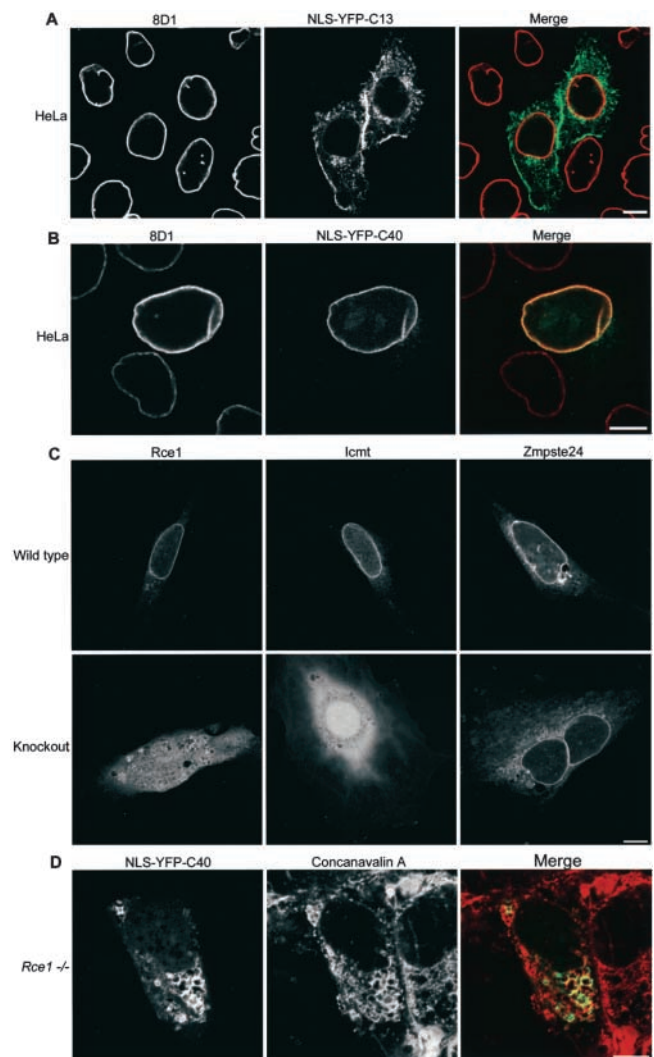 A 8D1 NLS-YFP-C13 Merge
HeLa
B 8D1 NLS-YFP-C40 Merge
HeLa
C Rce1 Icmt Zmpste24
Wild type
Knockout
D NLS-YFP-C40 Concanavalin A Merge
Rce1 -/-